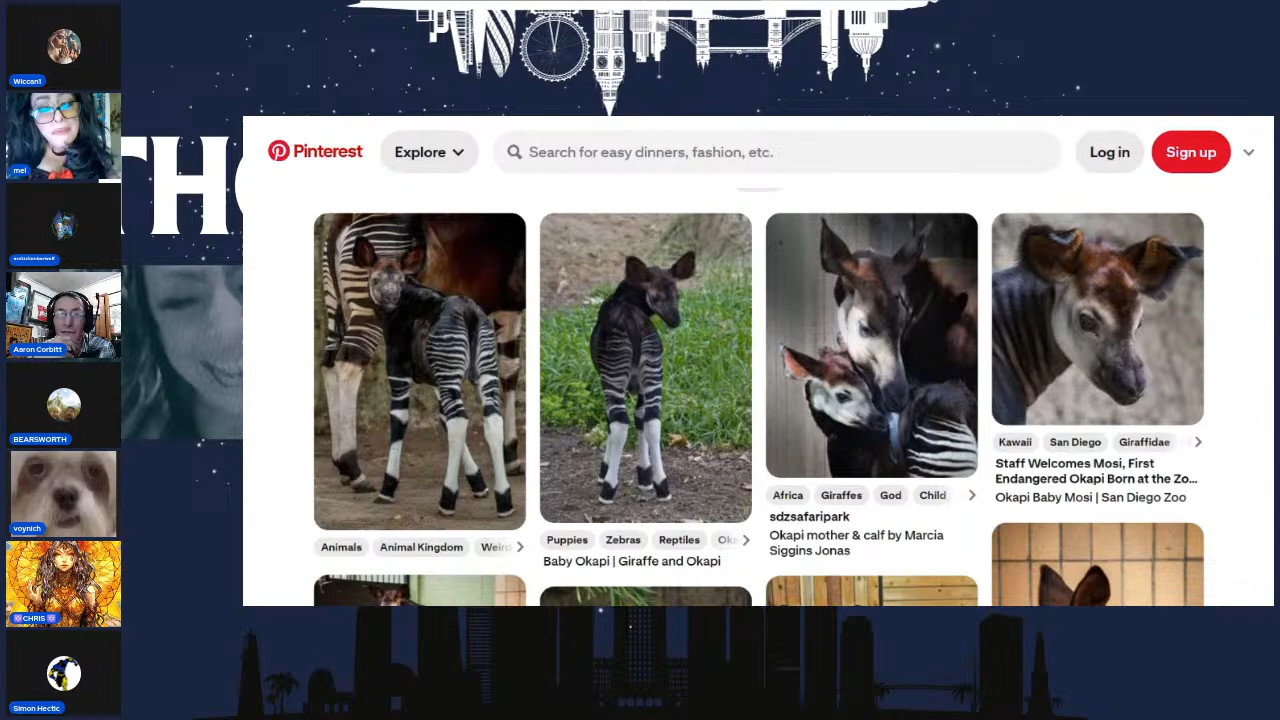 Wiccan1
mel
Aaron Corbitt
BEARSWORTH
voynich
CHRIS
Simon Hectic
TH
Pinterest
Explore
Search for easy dinners, fashion, etc.
Log in
Sign up
Animals
Animal Kingdom
Weird
Puppies
Zebras
Reptiles
Oka
Baby Okapi | Giraffe and Okapi
Africa
Giraffes
God
Child
sdzsafaripark
Okapi mother & calf by Marcia
Siggins Jonas
Kawaii
San Diego
Giraffidae
Staff Welcomes Mosi, First
Endangered Okapi Born at the Zo...
Okapi Baby Mosi | San Diego Zoo